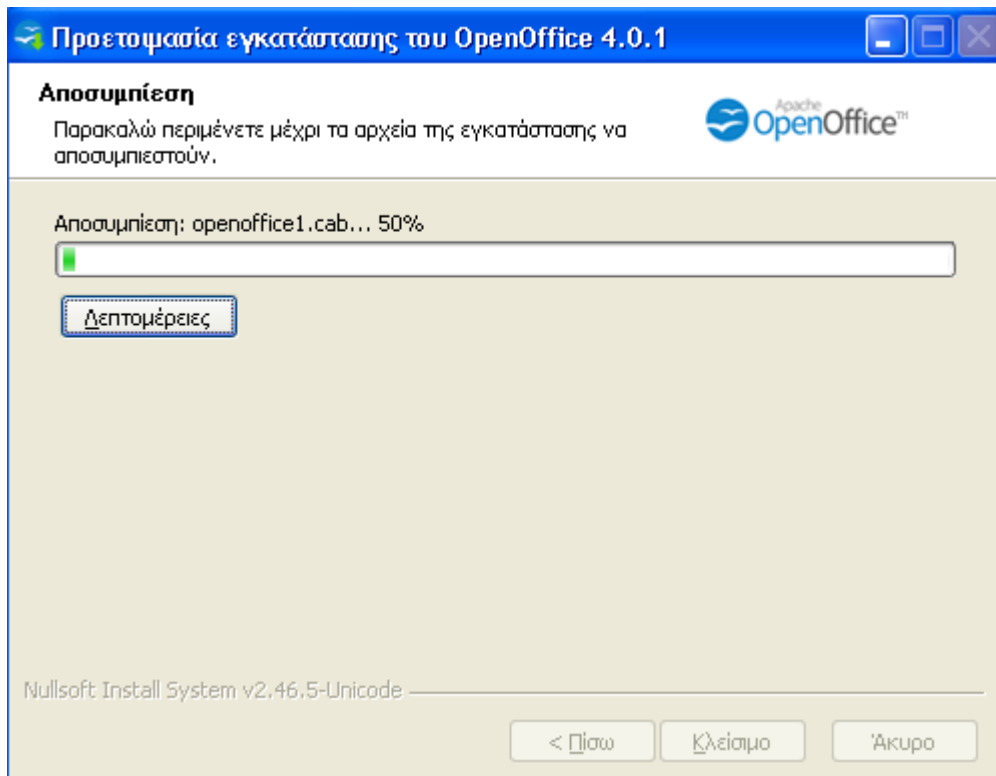 Προετοιμασία εγκατάστασης του OpenOffice 4.0.1
Αποσυμπίεση
Παρακαλώ περιμένετε μέχρι τα αρχεία της εγκατάστασης να
αποσυμπιεστούν.
Apache
OpenOffice™
Αποσυμπίεση: openoffice1.cab... 50%
Λεπτομέρειες
Nullsoft Install System v2.46.5-Unicode
< Πίσω
Κλείσιμο
Άκυρο